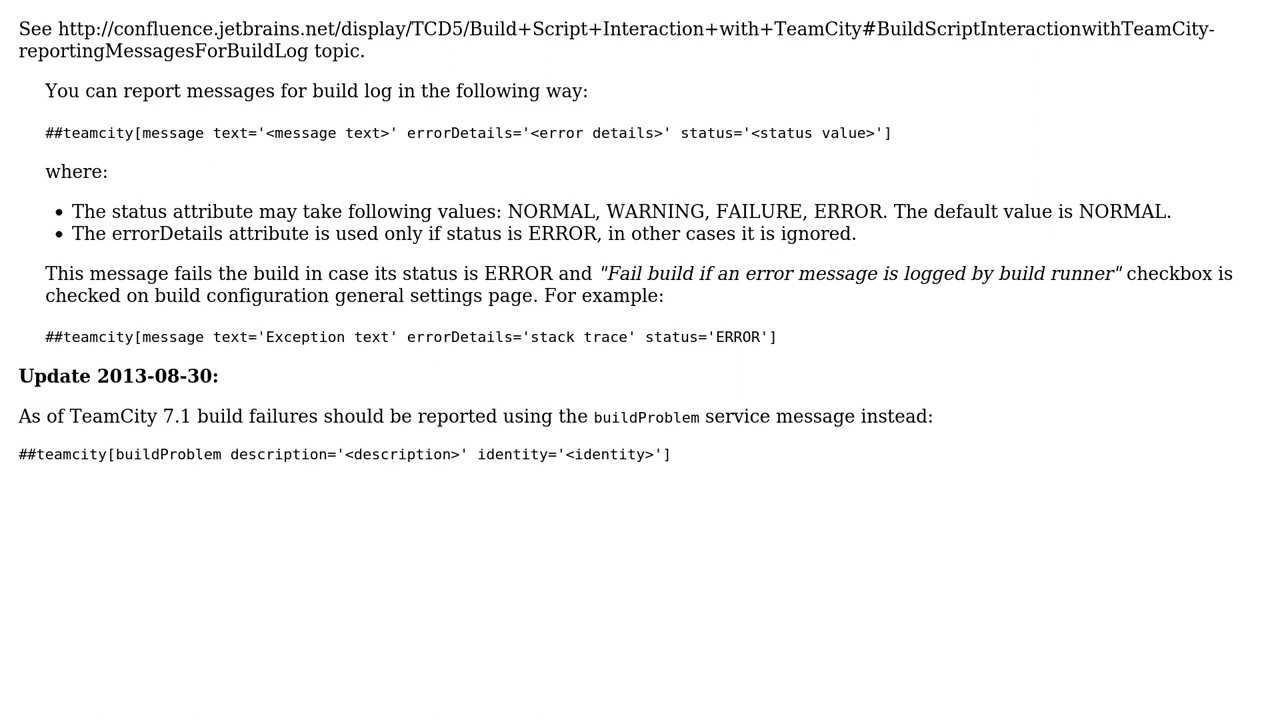 See http://confluence.jetbrains.net/display/TCD5/Build+Script+Interaction+with+TeamCity#BuildScriptInteractionwithTeamCity-
reportingMessagesForBuildLog topic.
You can report messages for build log in the following way:
##teamcity[message text='<message text>' errorDetails='<error details>' status='<status value>']
where:
• The status attribute may take following values: NORMAL, WARNING, FAILURE, ERROR. The default value is NORMAL.
• The errorDetails attribute is used only if status is ERROR, in other cases it is ignored.
This message fails the build in case its status is ERROR and "Fail build if an error message is logged by build runner" checkbox is
checked on build configuration general settings page. For example:
##teamcity[message text='Exception text' errorDetails='stack trace' status='ERROR']
Update 2013-08-30:
As of TeamCity 7.1 build failures should be reported using the buildProblem service message instead:
##teamcity[buildProblem description='<description>' identity='<identity>']